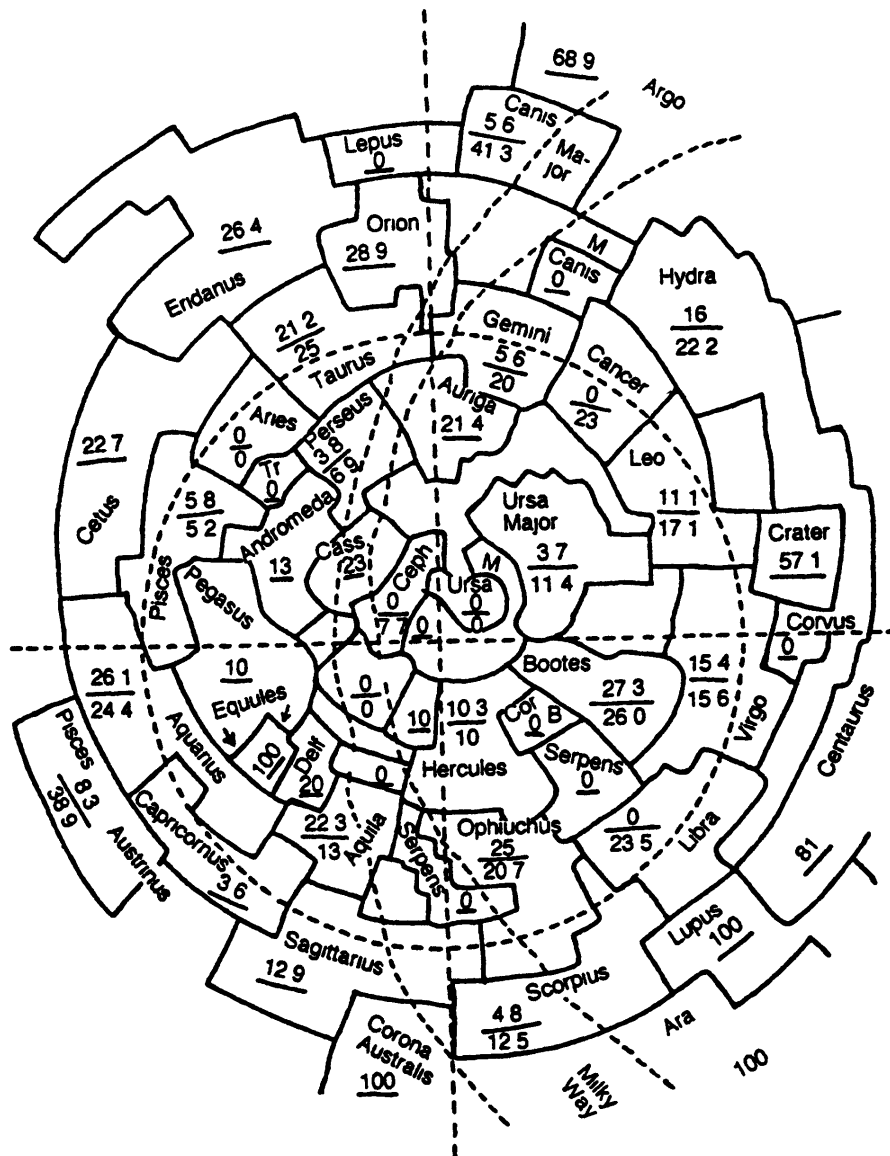 68 9
Argo
Canis
5 6
41 3
Ma-
jor
Lepus
0
Orion
28 9
26 4
Eridanus
M
Canis
0
Hydra
16
22 2
Gemini
5 6
20
Cancer
0
23
21 2
25
Taurus
Auriga
21 4
Perseus
3 8
6 9
Aries
0
0
Tr
0
22 7
Cetus
Leo
11 1
17 1
Ursa
Major
3 7
11 4
Crater
57 1
5 8
5 2
Pisces
Andromeda
13
Cass
23
Ceph
0
7 7
M
Ursa
0
0
0
Pegasus
10
Equules
100
Corvus
0
Bootes
27 3
26 0
15 4
15 6
Virgo
Centaurus
81
26 1
24 4
Aquarius
Pisces
8 3
38 9
Austrinus
0
0
10
10 3
10
Hercules
Cor
B
0
Serpens
0
Delf
20
0
22 3
13
Aquila
Serpens
Ophiuchus
25
20 7
0
0
23 5
Libra
Capricornus
3 6
Sagittarius
12 9
Scorpius
4 8
12 5
Lupus
100
Ara
100
Corona
Australis
100
Milky
Way